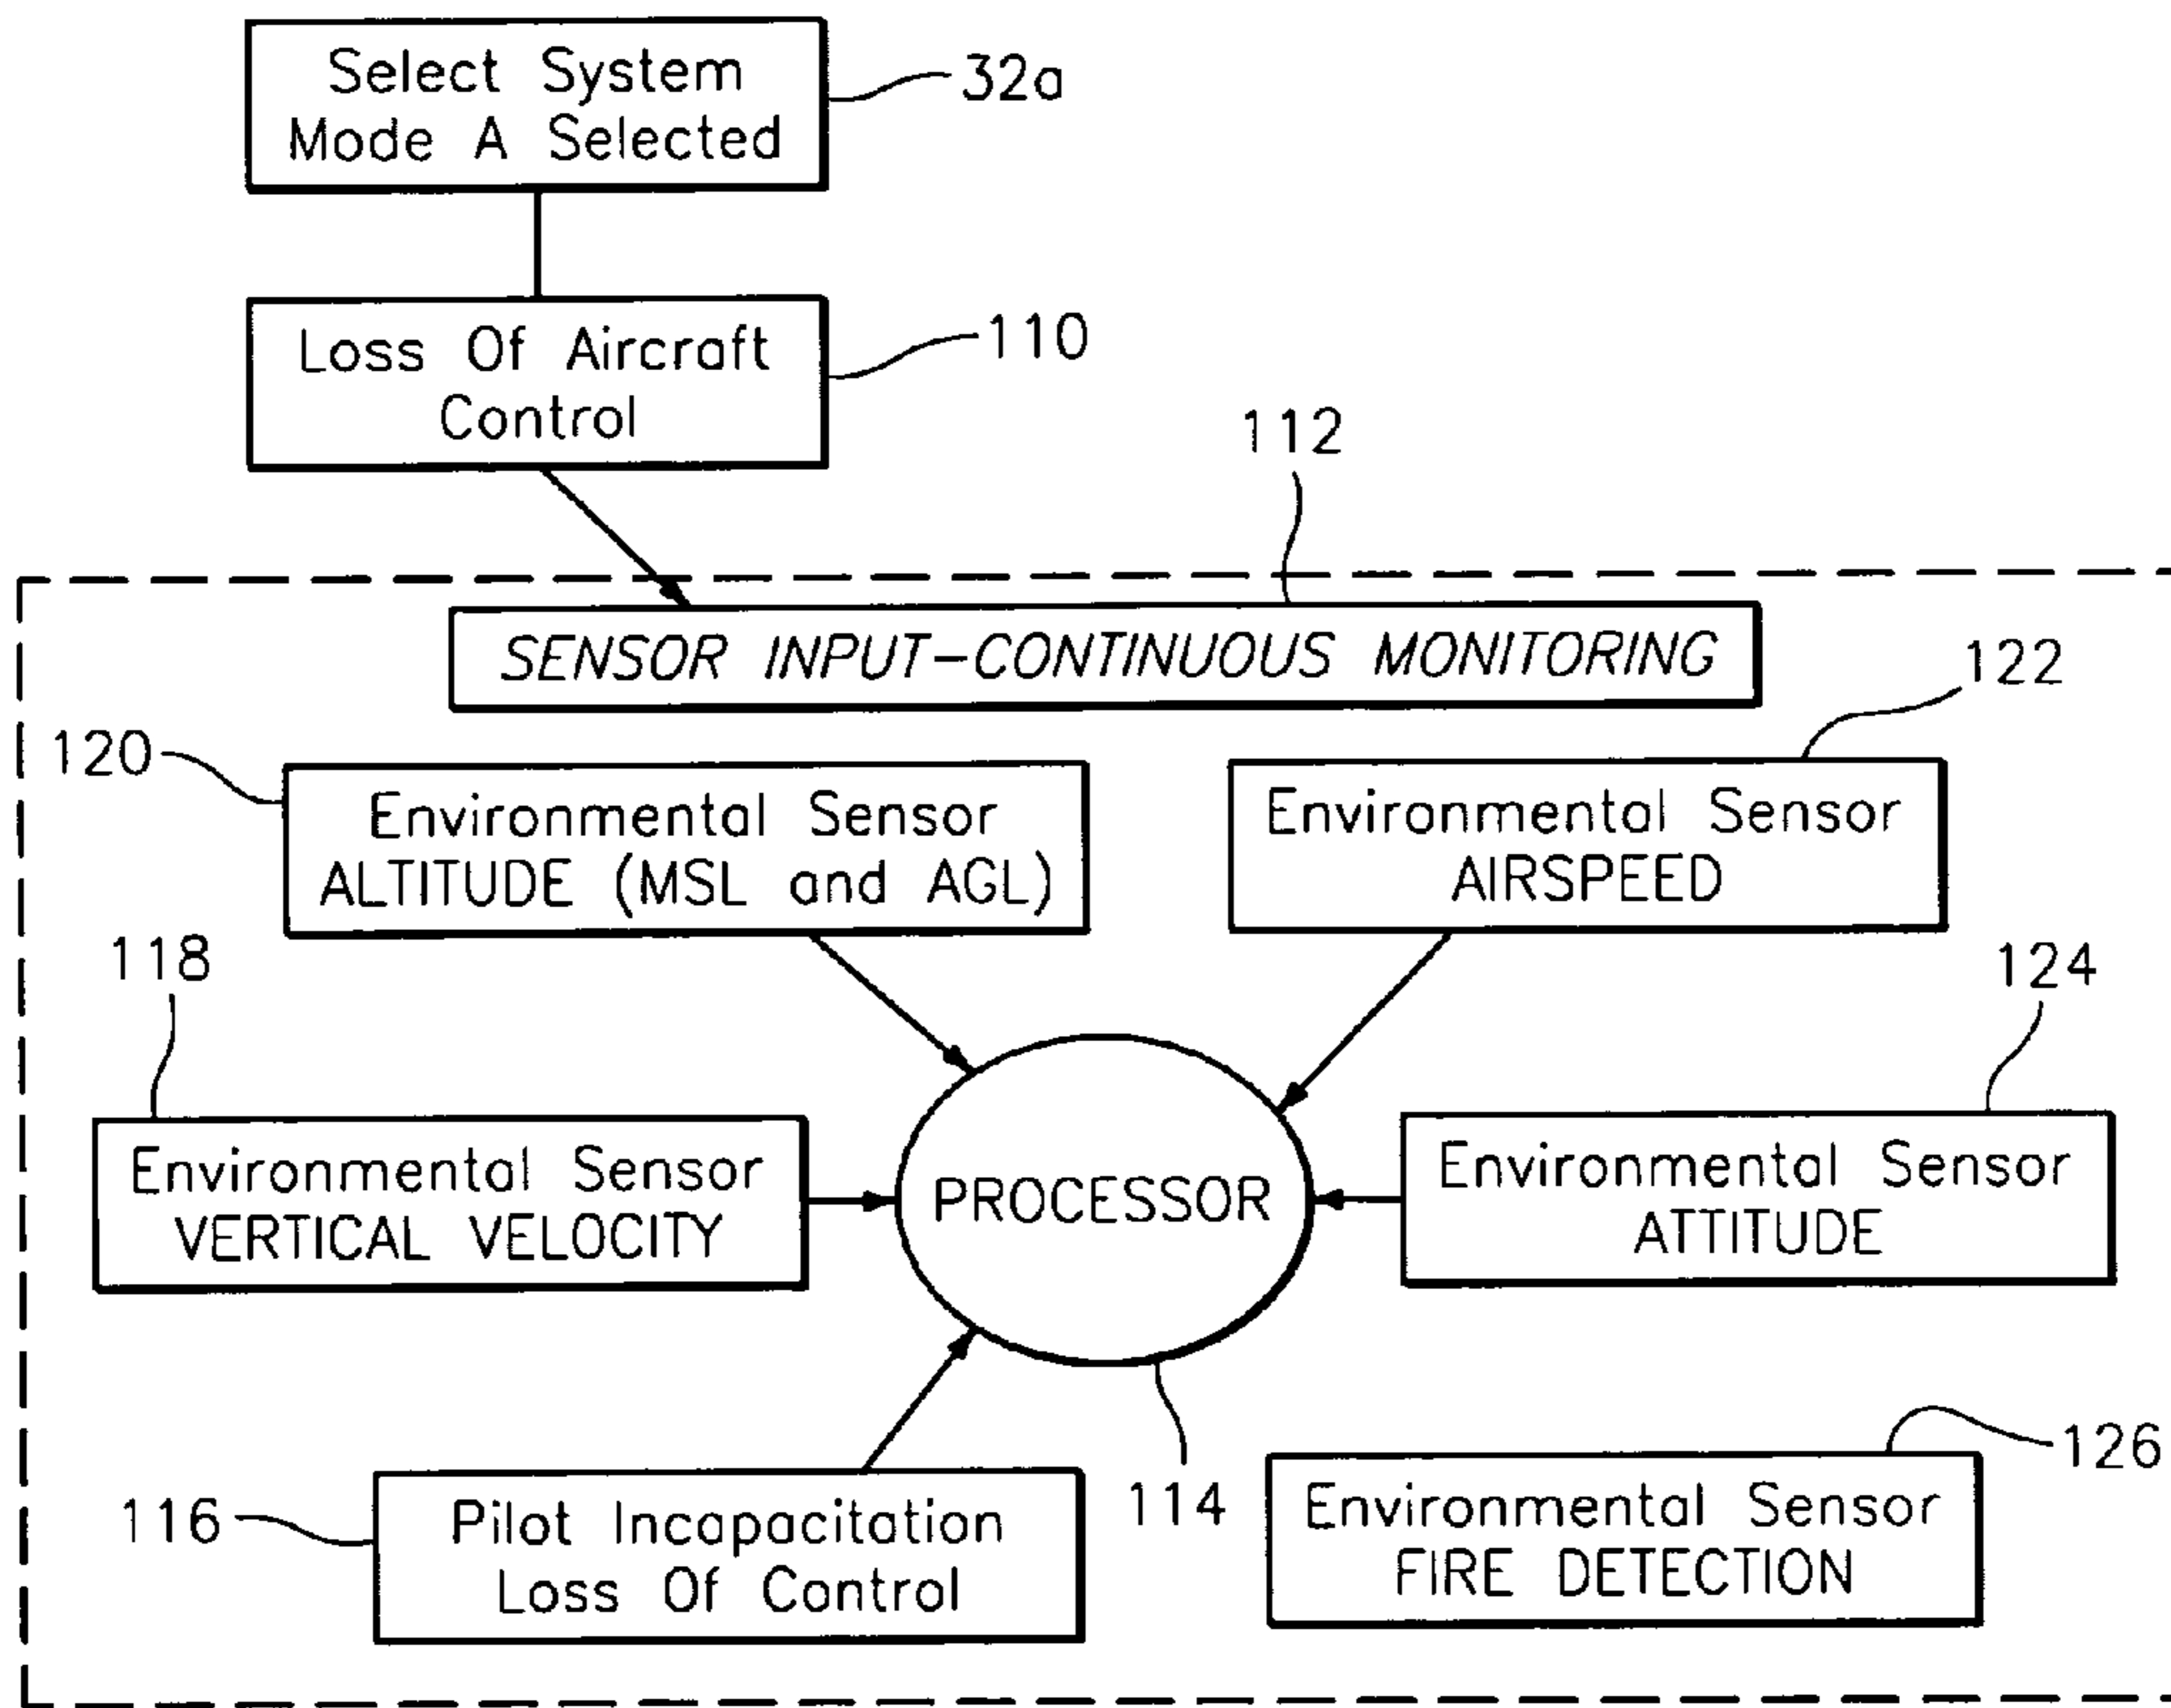 Select System
Mode A Selected
32a
Loss Of Aircraft
Control
110
112
SENSOR INPUT-CONTINUOUS MONITORING
122
120
Environmental Sensor
ALTITUDE (MSL and AGL)
Environmental Sensor
AIRSPEED
118
124
Environmental Sensor
VERTICAL VELOCITY
PROCESSOR
Environmental Sensor
ATTITUDE
126
116
Pilot Incapacitation
Loss Of Control
114
Environmental Sensor
FIRE DETECTION